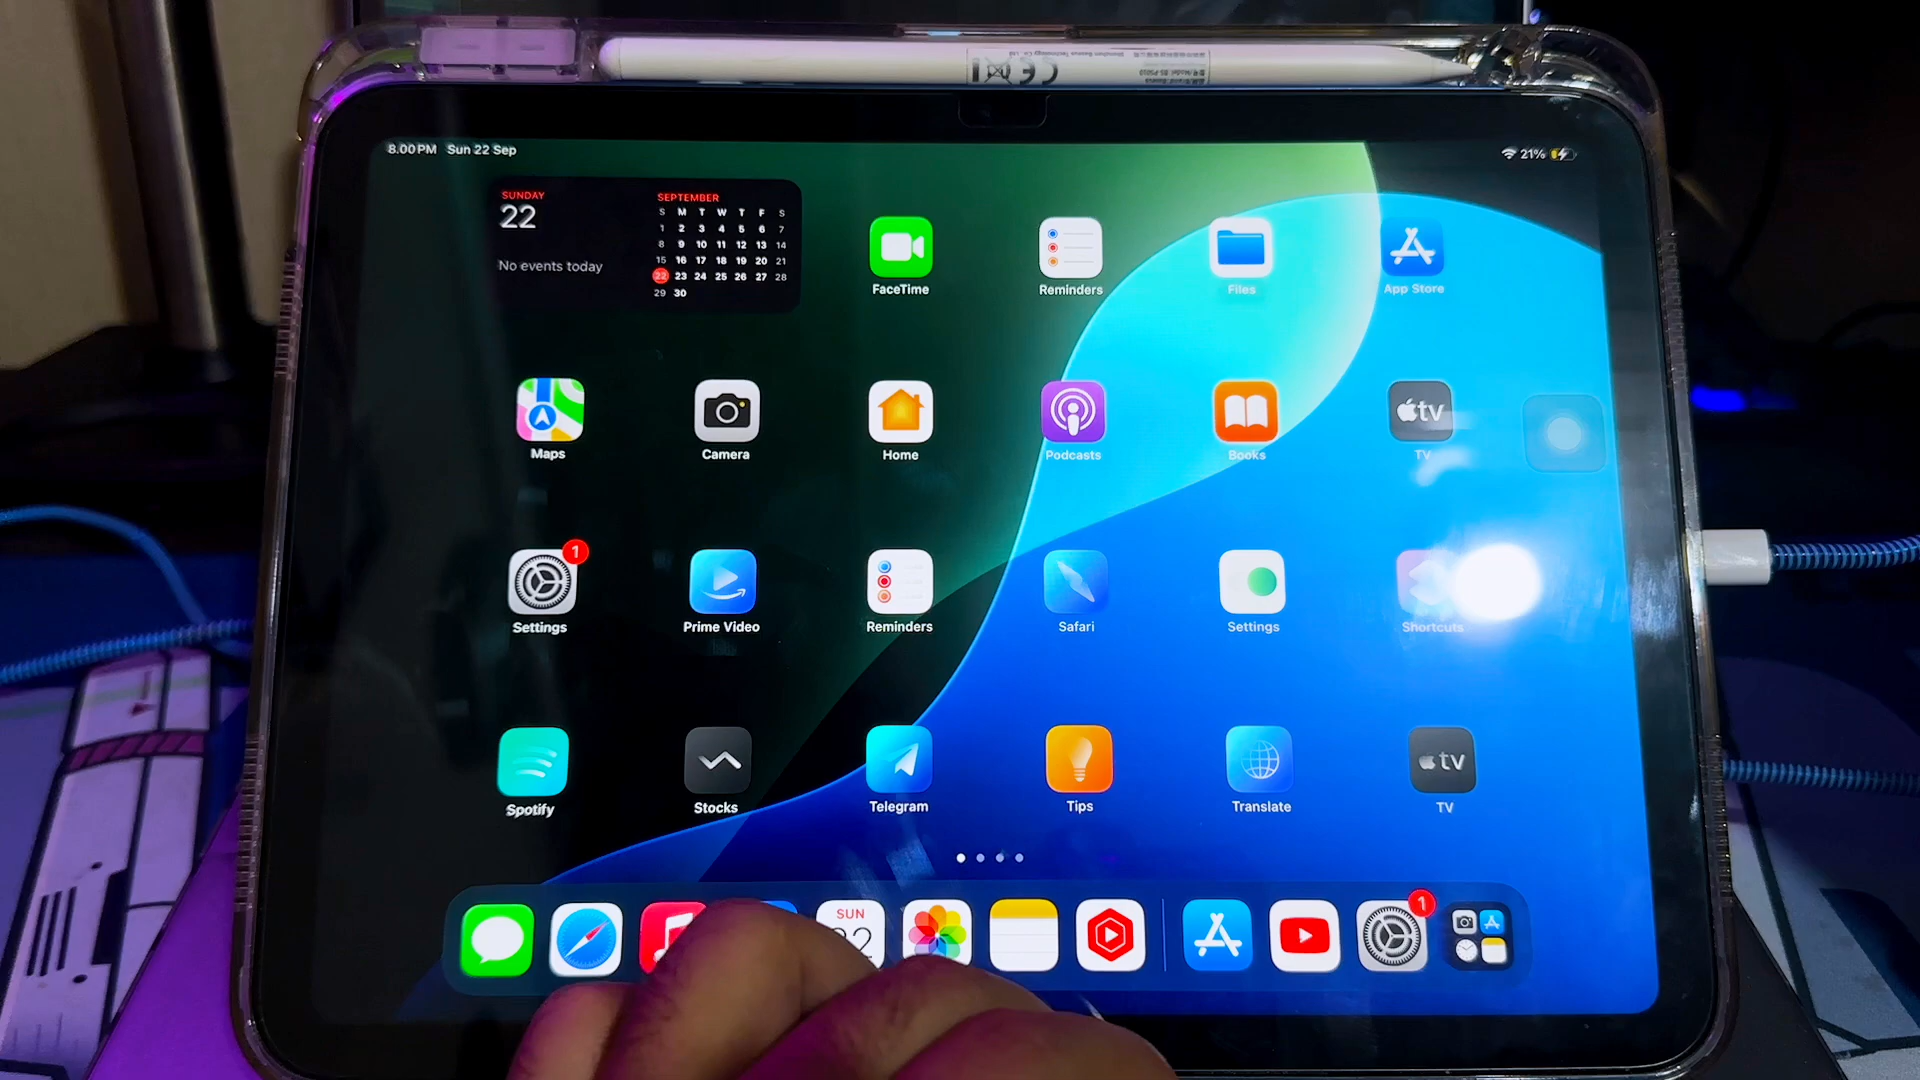 8.00 PM Sun 22 Sep
21%
SUNDAY
22
No events today
SEPTEMBER
S M T W T F S
1 2 3 4 5 6 7
8 9 10 11 12 13 14
15 16 17 18 19 20 21
22 23 24 25 26 27 28
29 30
FaceTime
Reminders
Files
App Store
tv
Maps
Camera
Home
Podcasts
Books
TV
1
Settings
Prime Video
Reminders
Safari
Settings
Shortcuts
tv
Spotify
Stocks
Telegram
Tips
Translate
TV
SUN
1